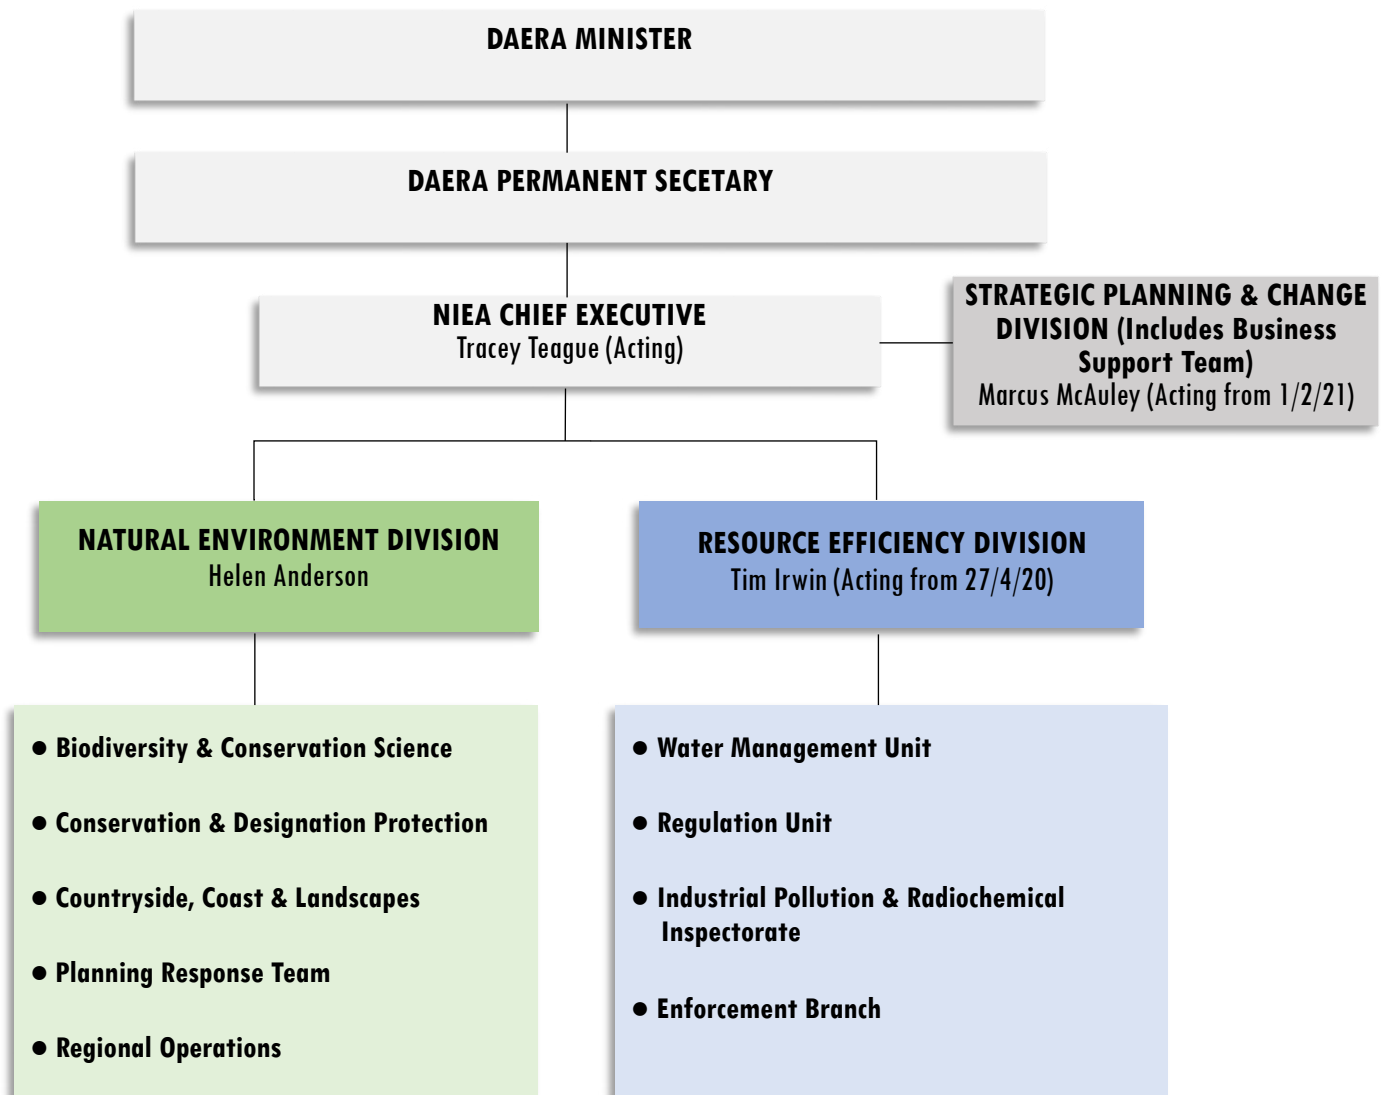 DAERA MINISTER
DAERA PERMANENT SECETARY
NIEA CHIEF EXECUTIVE
Tracey Teague (Acting)
STRATEGIC PLANNING & CHANGE
DIVISION (Includes Business
Support Team)
Marcus McAuley (Acting from 1/2/21)
NATURAL ENVIRONMENT DIVISION
Helen Anderson
RESOURCE EFFICIENCY DIVISION
Tim Irwin (Acting from 27/4/20)
• Biodiversity & Conservation Science
• Conservation & Designation Protection
• Countryside, Coast & Landscapes
• Planning Response Team
• Regional Operations
• Water Management Unit
• Regulation Unit
• Industrial Pollution & Radiochemical
Inspectorate
• Enforcement Branch